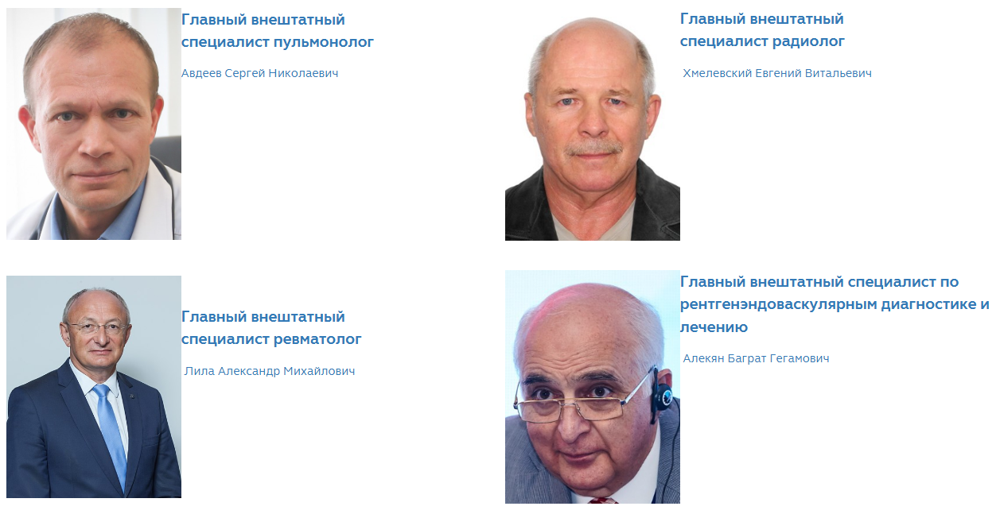 Главный внештатный
специалист пульмонолог
Авдеев Сергей Николаевич
Главный внештатный
специалист радиолог
Хмелевский Евгений Витальевич
Главный внештатный
специалист ревматолог
Лила Александр Михайлович
Главный внештатный специалист по
рентгенэндоваскулярным диагностике и
лечению
Алекян Баграт Гегамович